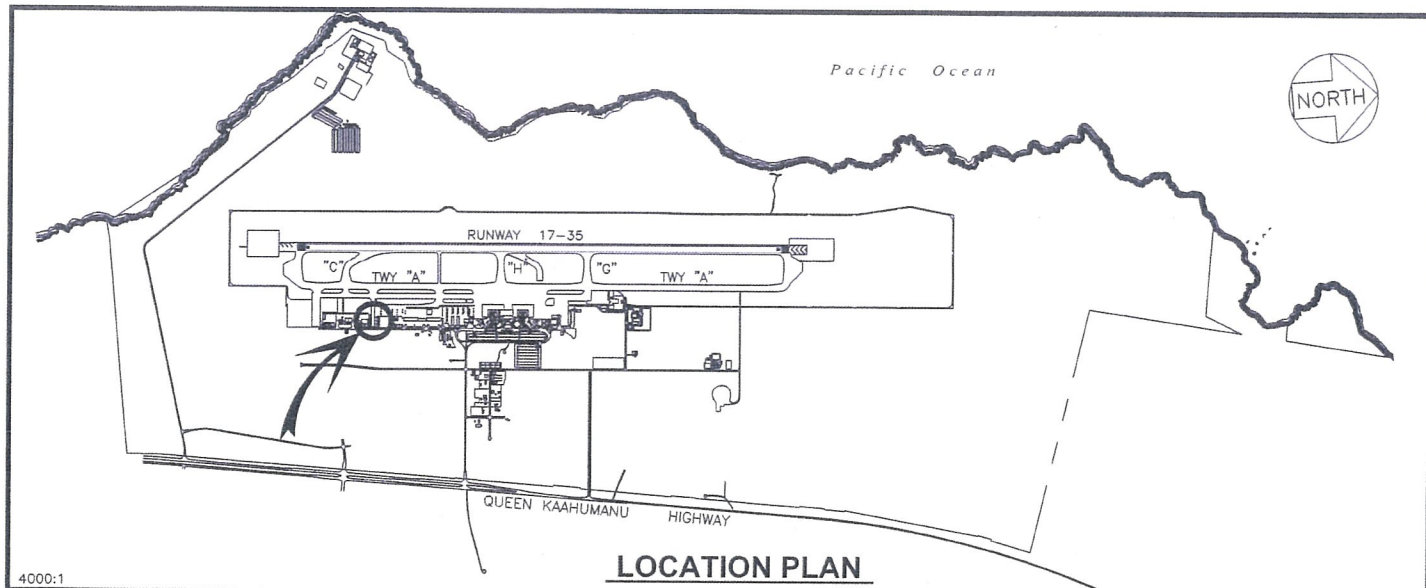 Pacific Ocean
NORTH
RUNWAY 17-35
"C"
TWY "A"
"H"
"G"
TWY "A"
QUEEN KAAHUMANU HIGHWAY
LOCATION PLAN
4000:1